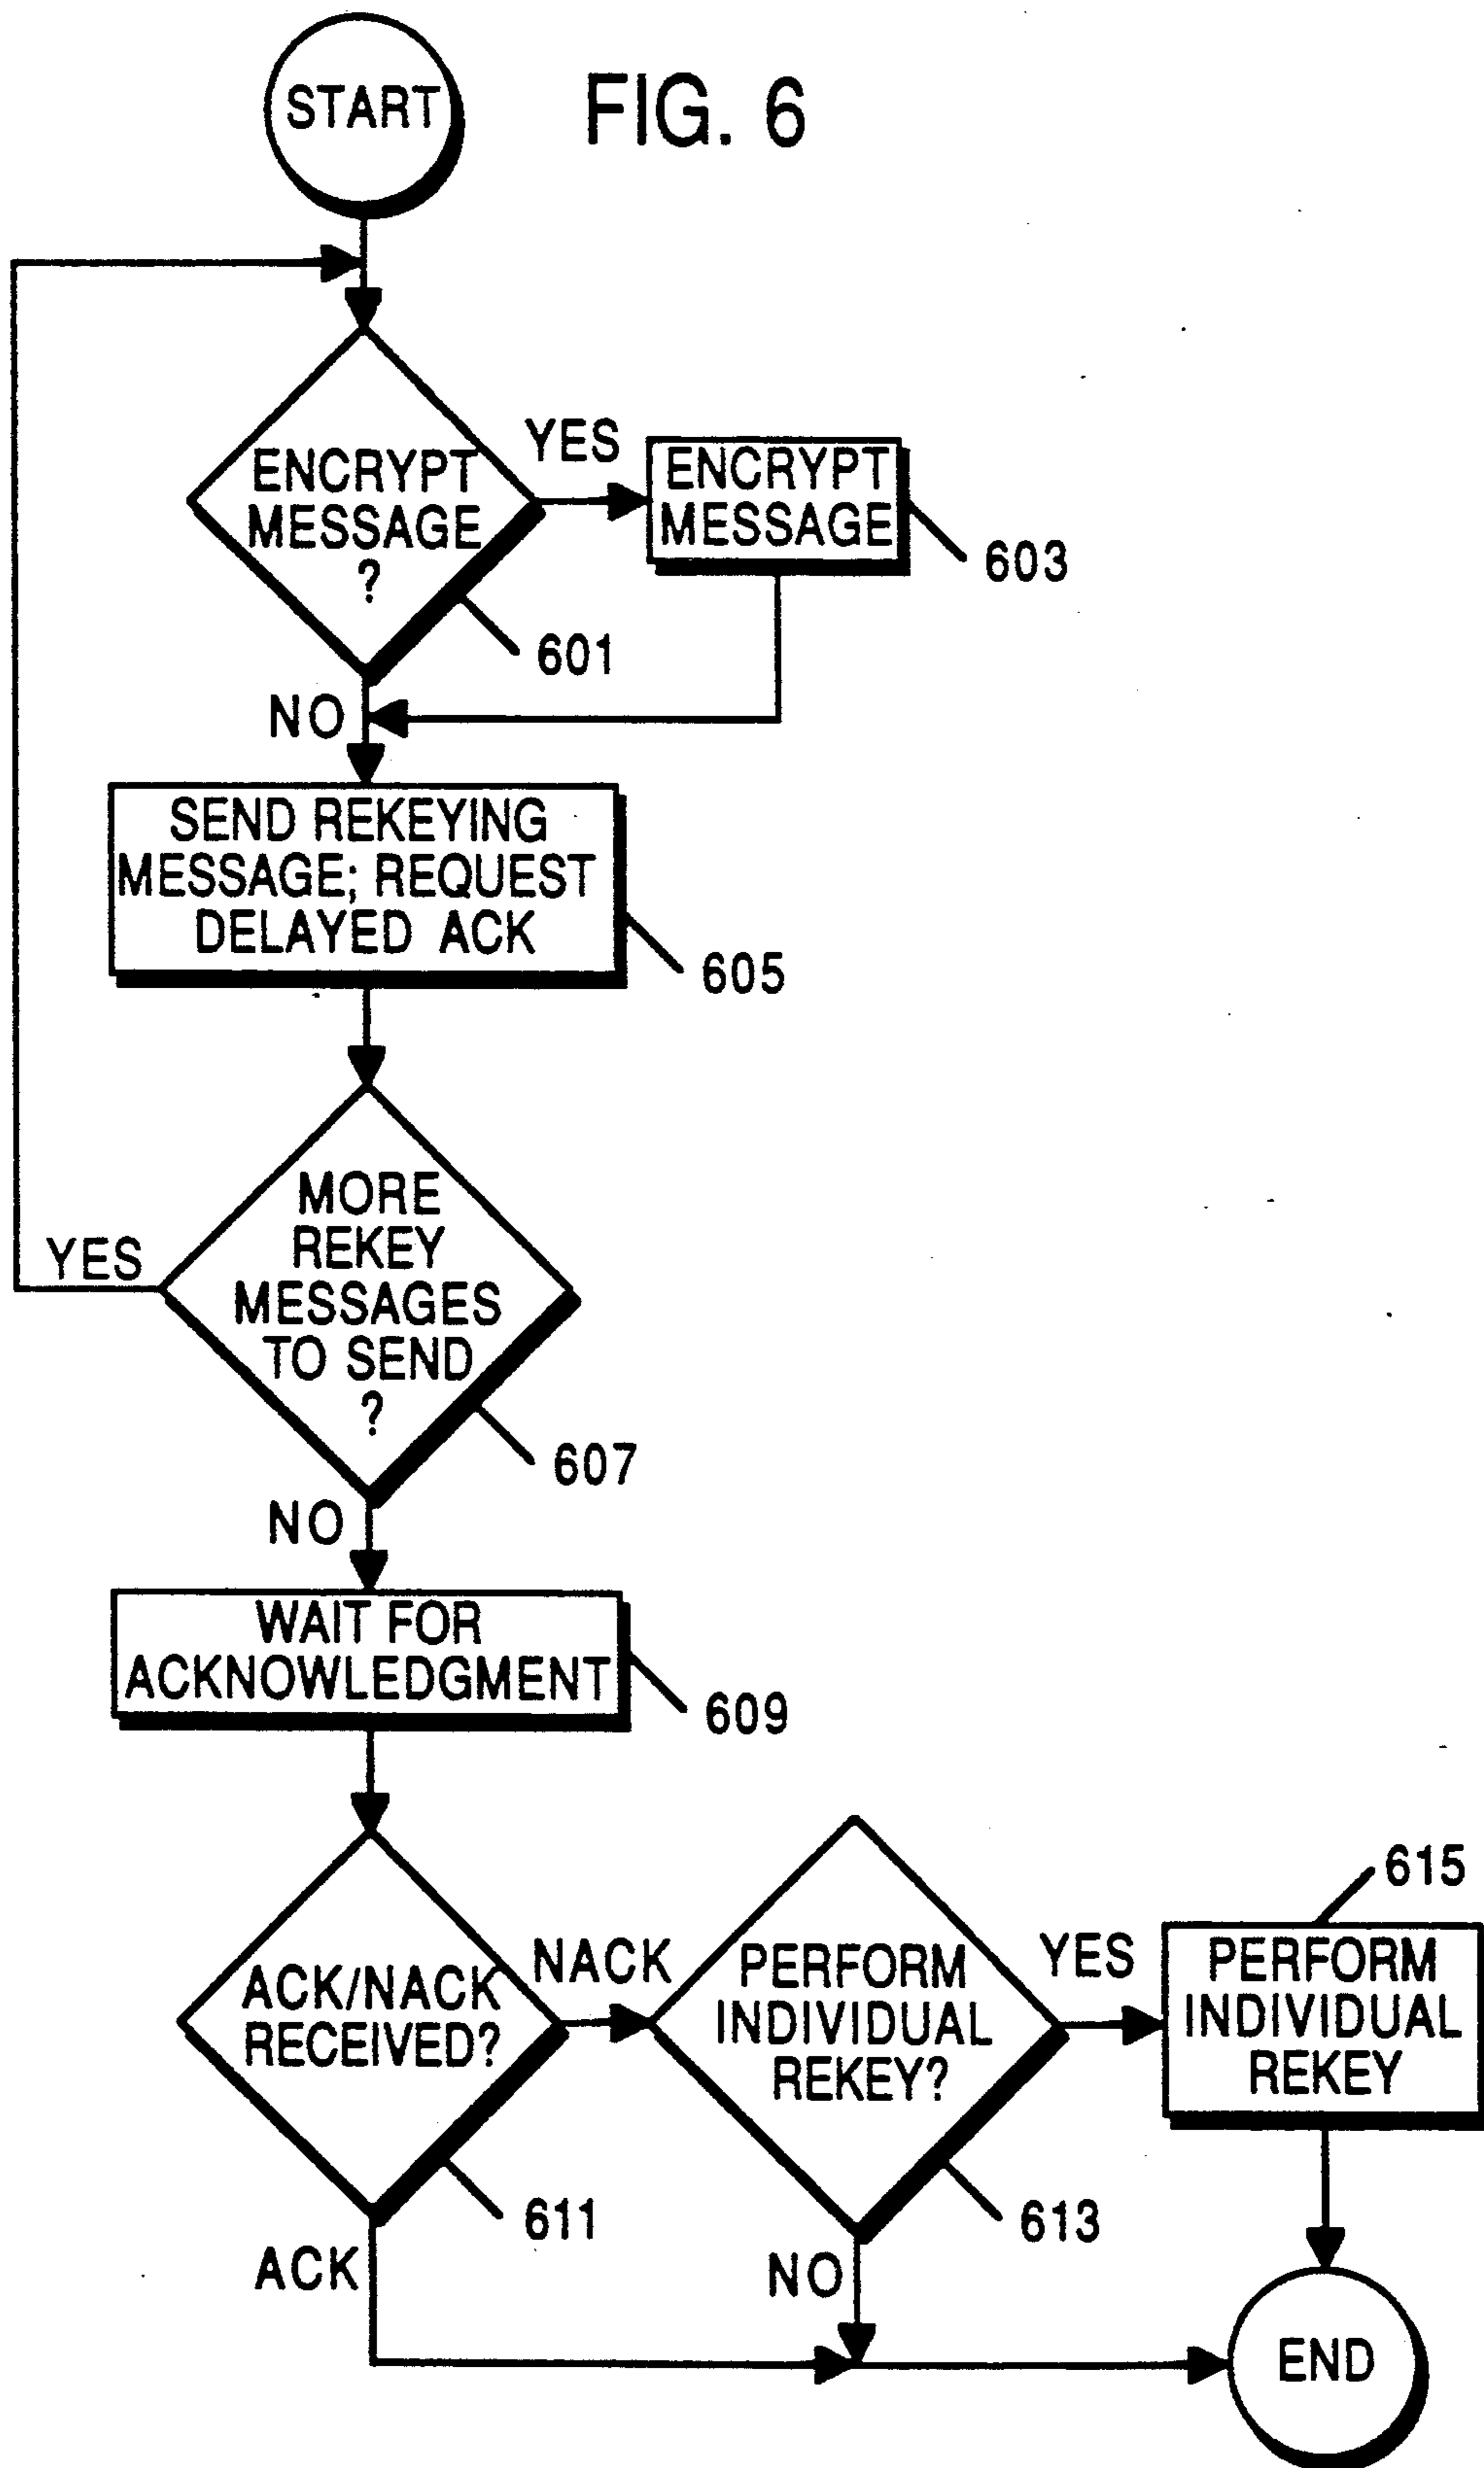 START
FIG. 6
ENCRYPT
MESSAGE
?
601
YES
ENCRYPT
MESSAGE
603
NO
SEND REKEYING
MESSAGE; REQUEST
DELAYED ACK
605
MORE
REKEY
MESSAGES
TO SEND
?
607
YES
NO
WAIT FOR
ACKNOWLEDGMENT
609
ACK/NACK
RECEIVED?
611
NACK
PERFORM
INDIVIDUAL
REKEY?
613
YES
PERFORM
INDIVIDUAL
REKEY
615
ACK
NO
END